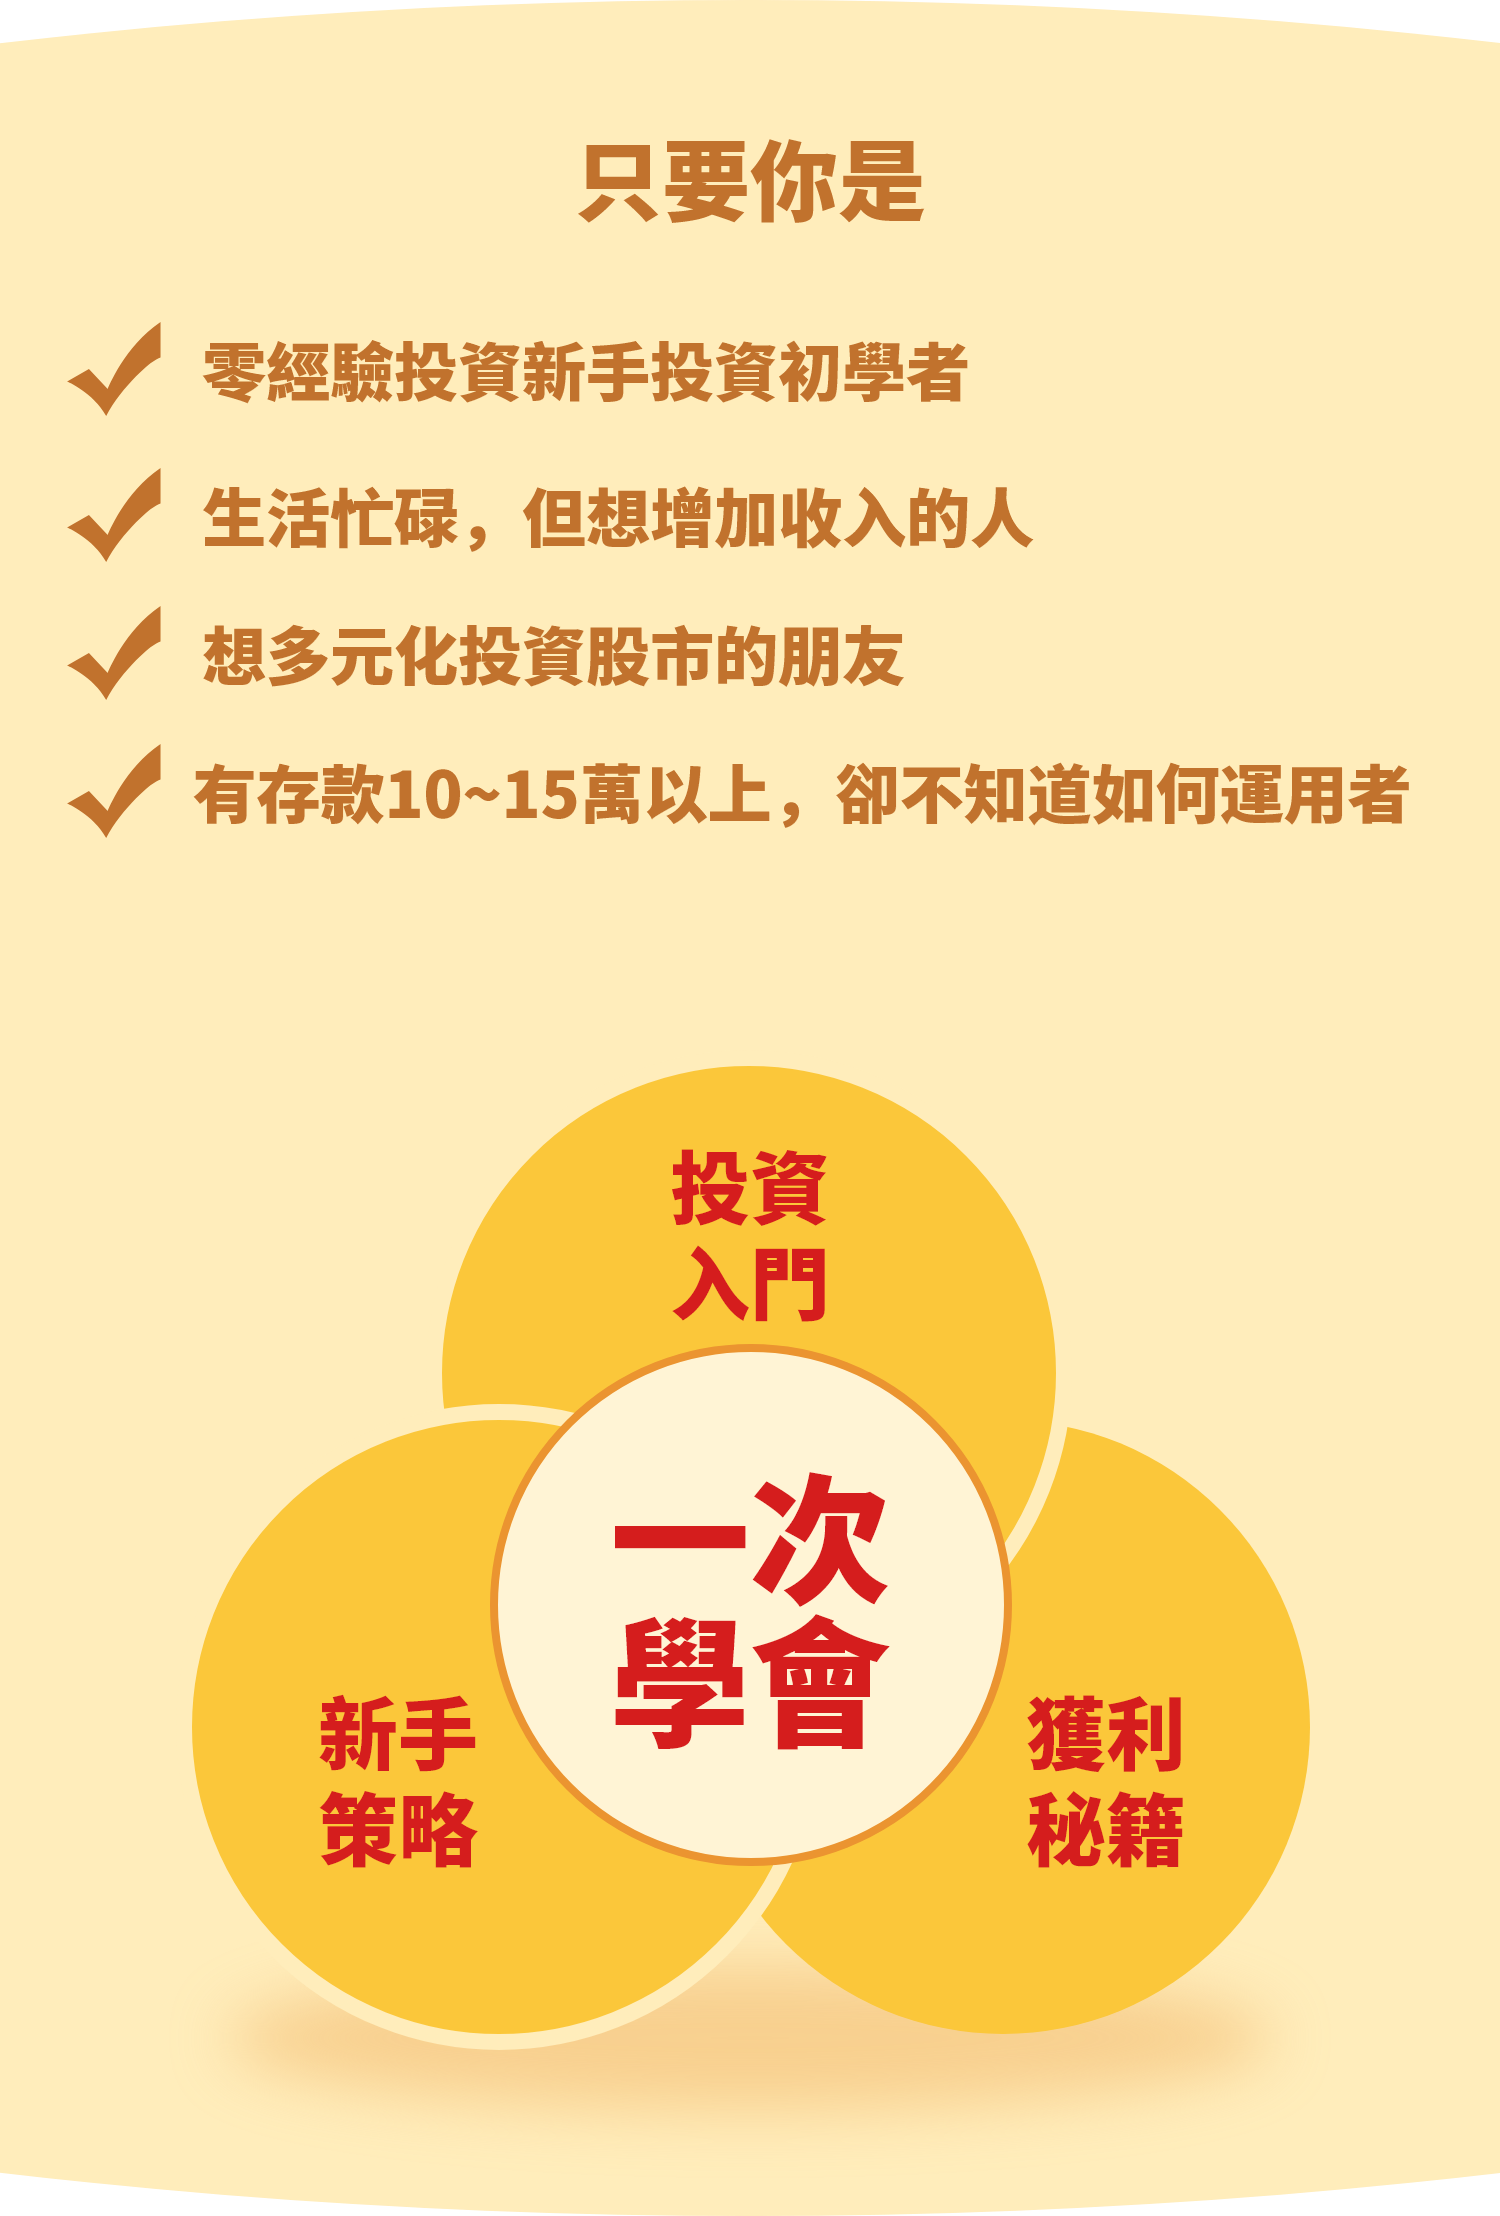 只要你是
零經驗投資新手投資初學者
生活忙碌，但想增加收入的人
想多元化投資股市的朋友
有存款10~15萬以上，卻不知道如何運用者
投資
入門
一次
學會
新手
策略
獲利
秘籍